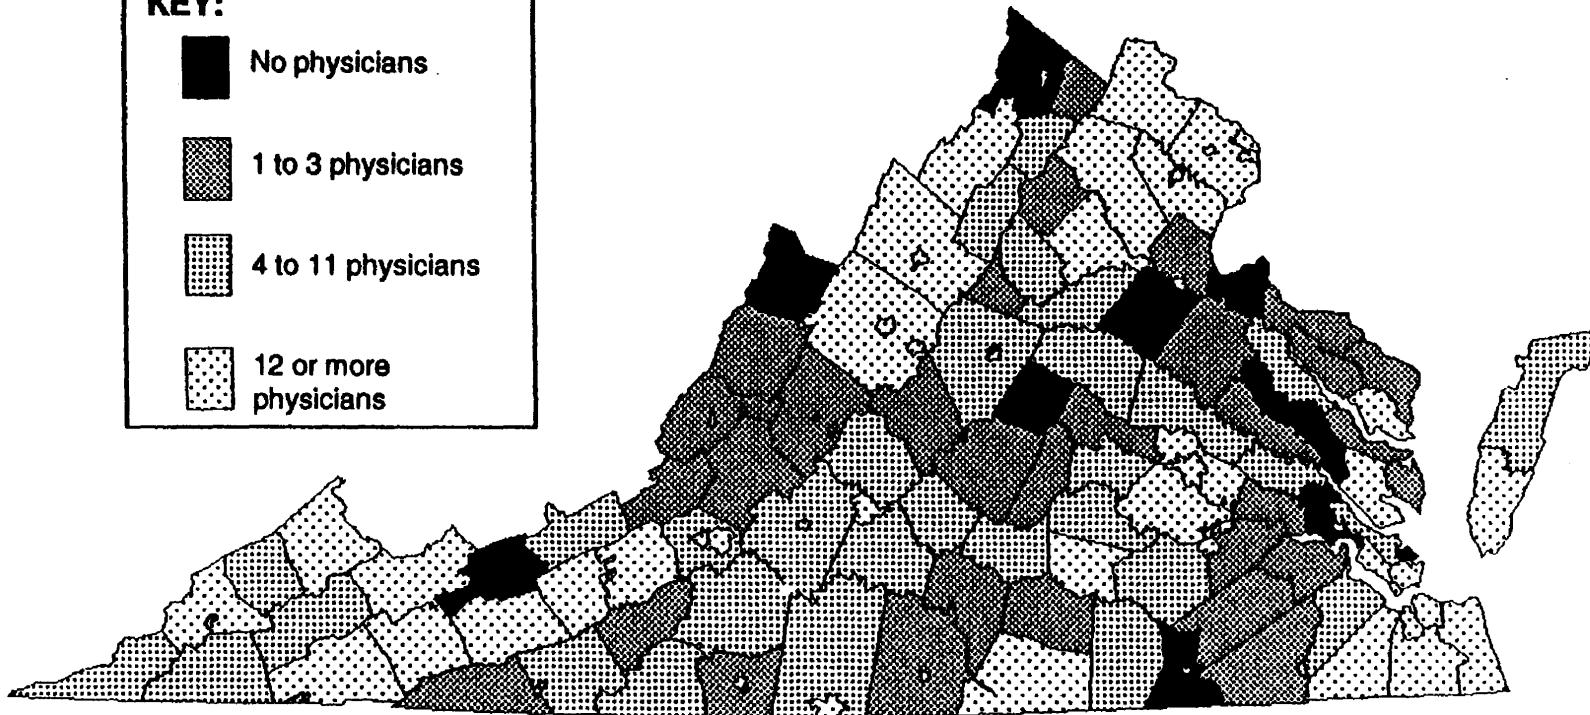 KEY:
No physicians
1 to 3 physicians
4 to 11 physicians
12 or more
physicians